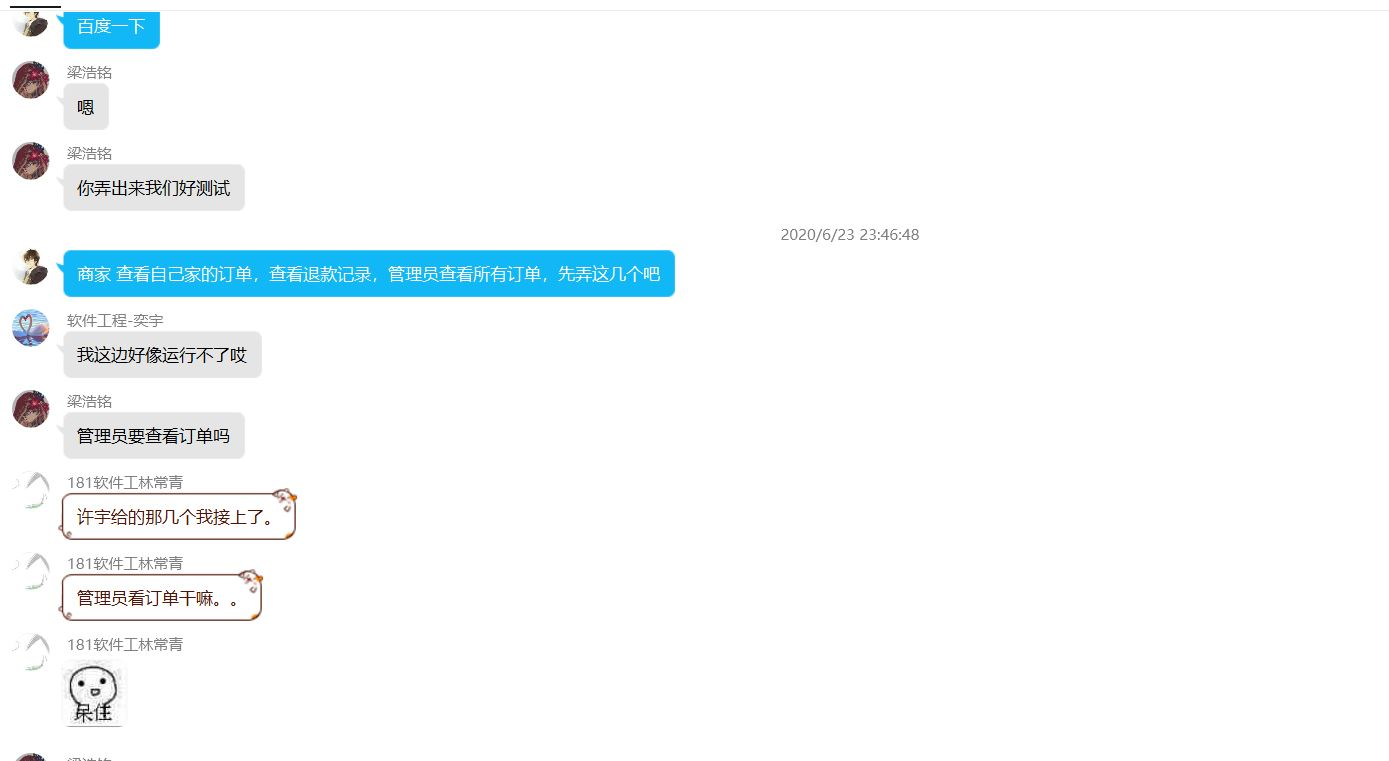 百度一下
梁浩铭
嗯
梁浩铭
你弄出来我们好测试
2020/6/23 23:46:48
商家 查看自己家的订单，查看退款记录，管理员查看所有订单，先弄这几个吧
软件工程-奕宇
我这边好像运行不了哎
梁浩铭
管理员要查看订单吗
181软件工林常青
许宇给的那几个我接上了。
181软件工林常青
管理员看订单干嘛。。
181软件工林常青
呆住